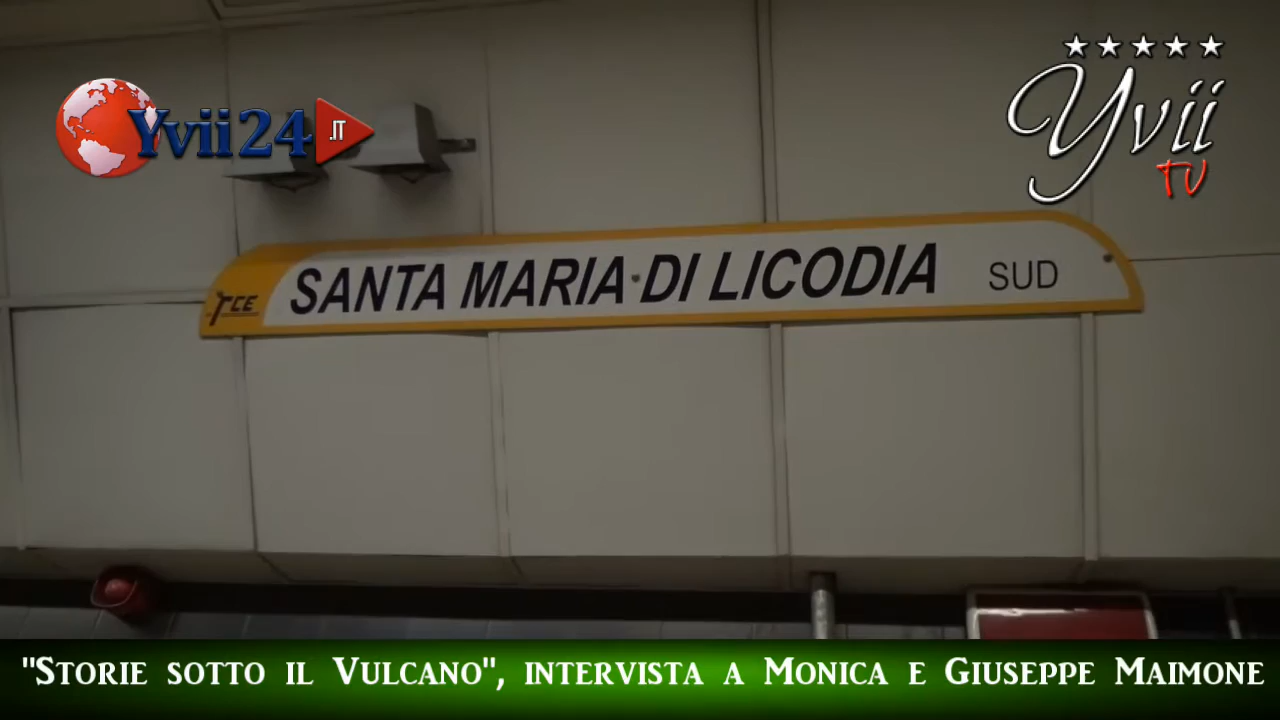 Yvii24 .IT
Yvii
TV
FCE
SANTA MARIA DI LICODIA SUD
"Storie sotto il Vulcano", intervista a Monica e Giuseppe Maimone